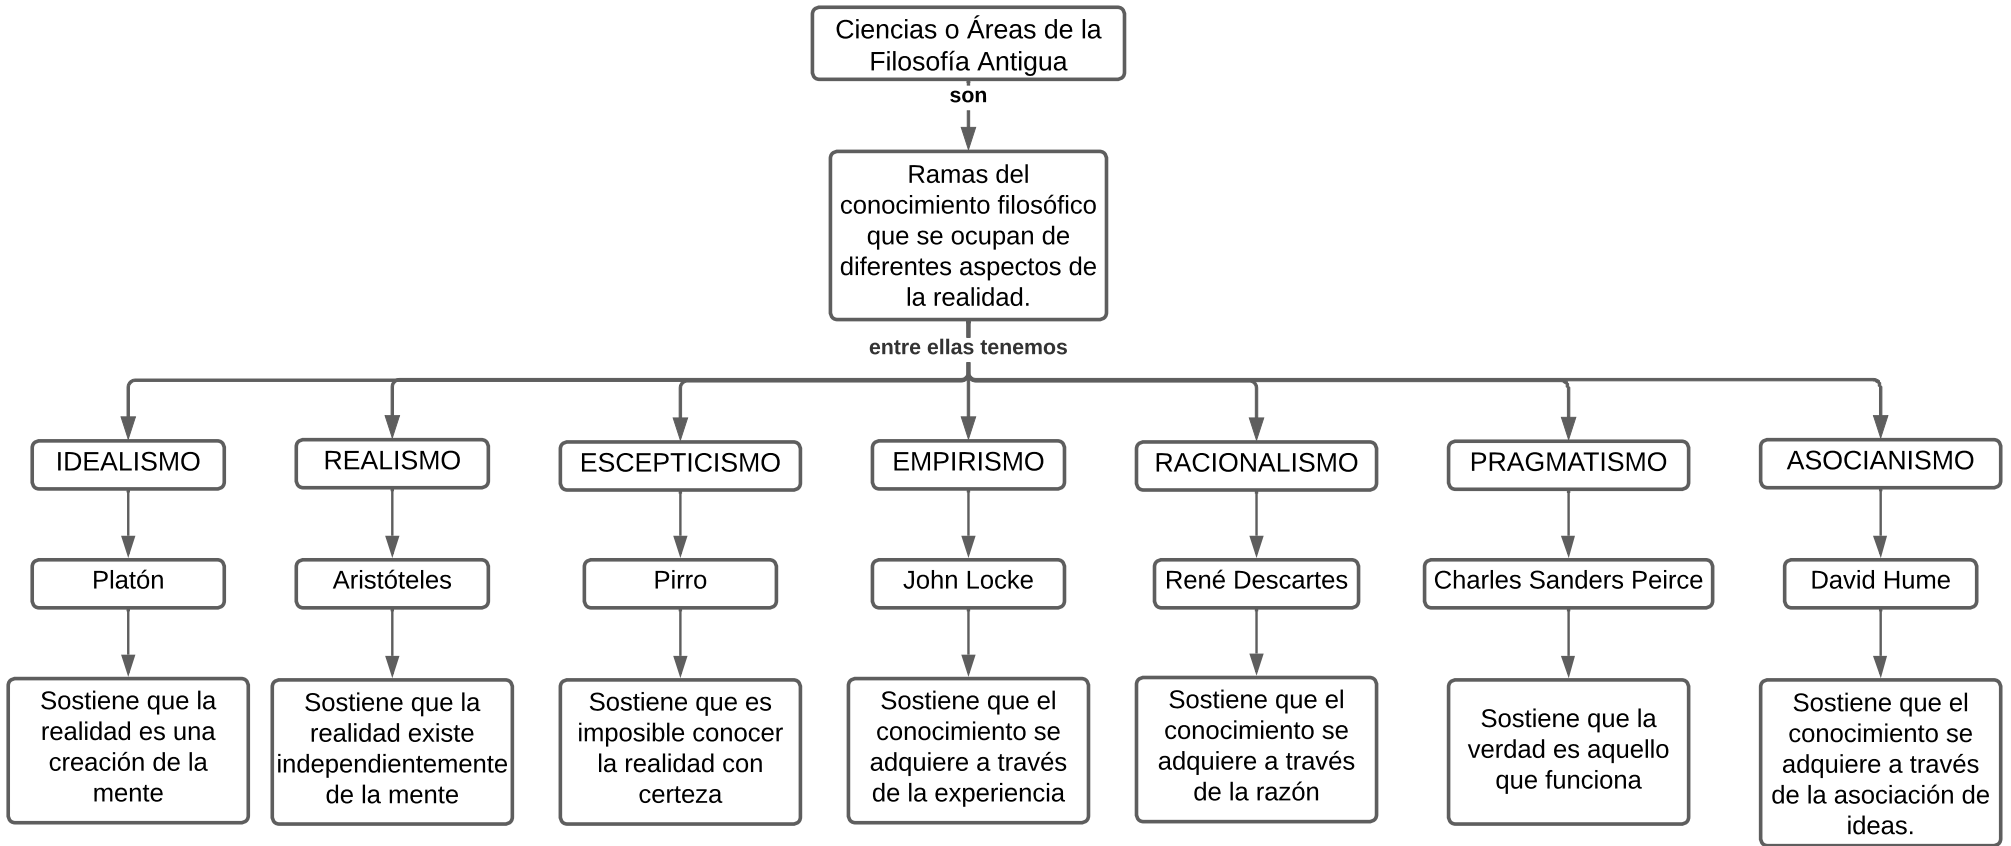 Ciencias o Áreas de la
Filosofía Antigua
son
Ramas del
conocimiento filosófico
que se ocupan de
diferentes aspectos de
la realidad.
entre ellas tenemos
IDEALISMO
REALISMO
ESCEPTICISMO
EMPIRISMO
RACIONALISMO
PRAGMATISMO
ASOCIANISMO
Platón
Aristóteles
Pirro
John Locke
René Descartes
Charles Sanders Peirce
David Hume
Sostiene que la
realidad es una
creación de la
mente
Sostiene que la
realidad existe
independientemente
de la mente
Sostiene que es
imposible conocer
la realidad con
certeza
Sostiene que el
conocimiento se
adquiere a través
de la experiencia
Sostiene que el
conocimiento se
adquiere a través
de la razón
Sostiene que la
verdad es aquello
que funciona
Sostiene que el
conocimiento se
adquiere a través
de la asociación de
ideas.